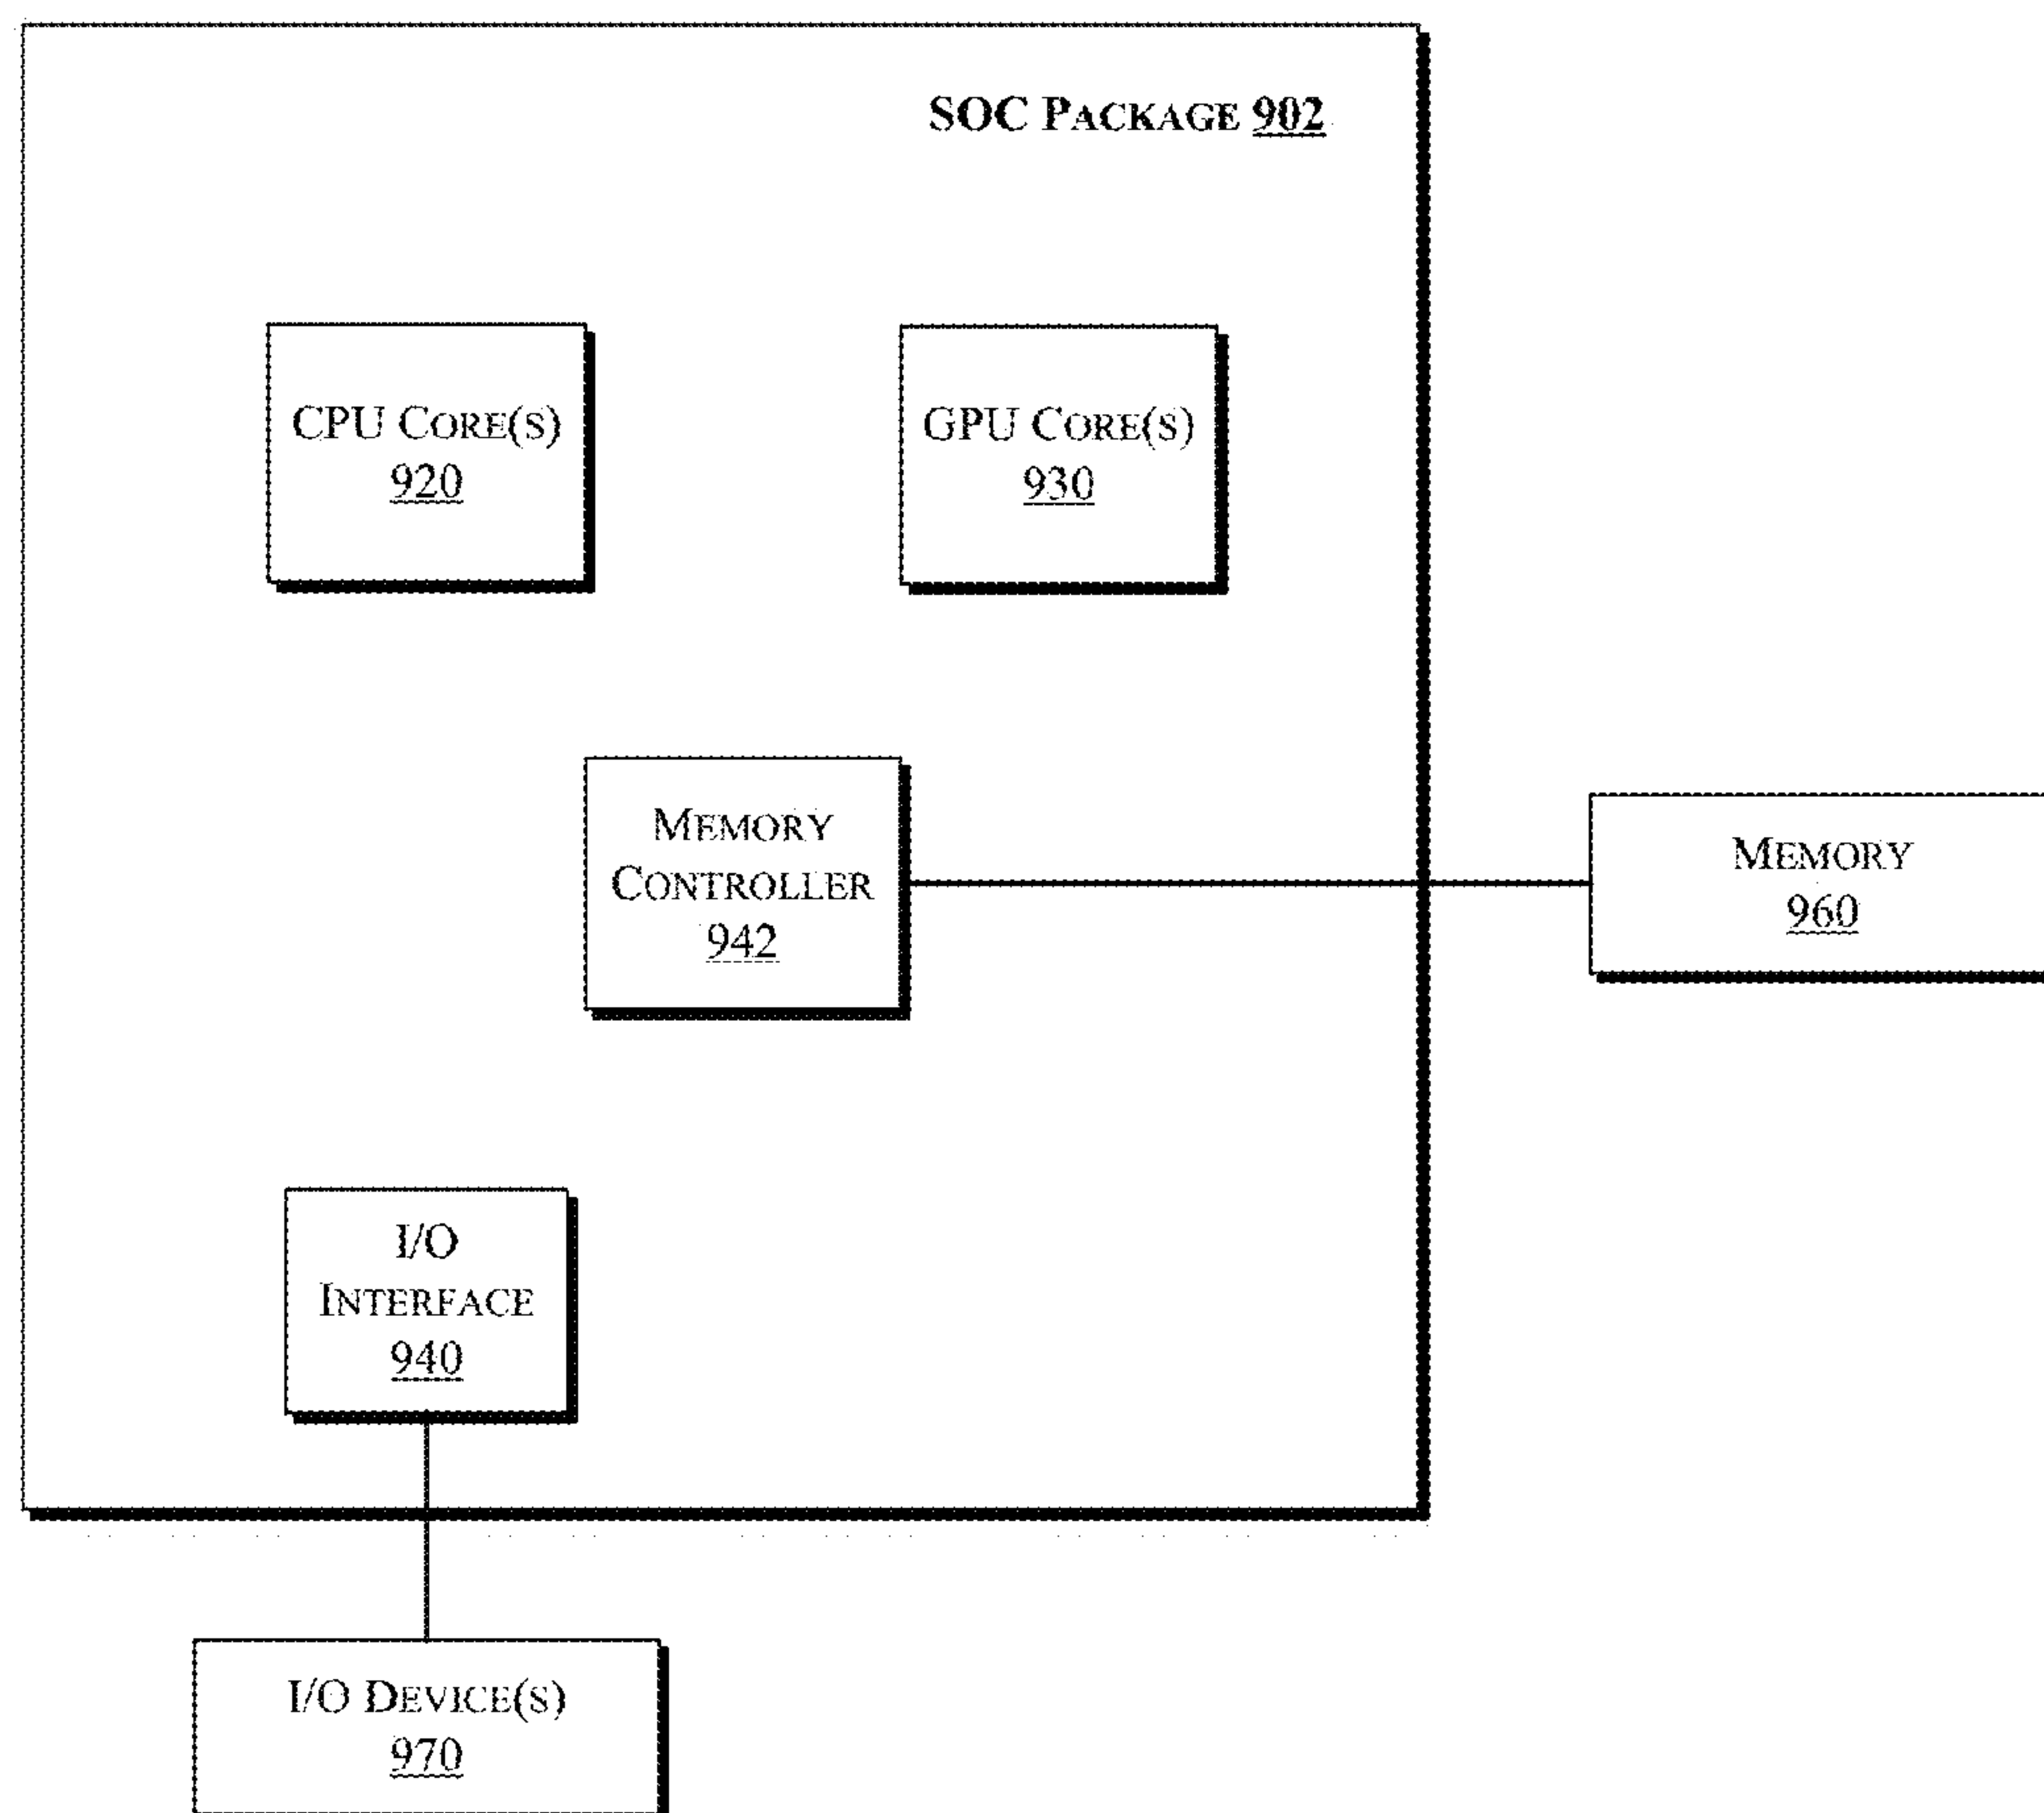 SOC PACKAGE 902
CPU CORE(S)
920
GPU CORE(S)
930
MEMORY
CONTROLLER
942
MEMORY
960
I/O
INTERFACE
940
I/O DEVICE(S)
970